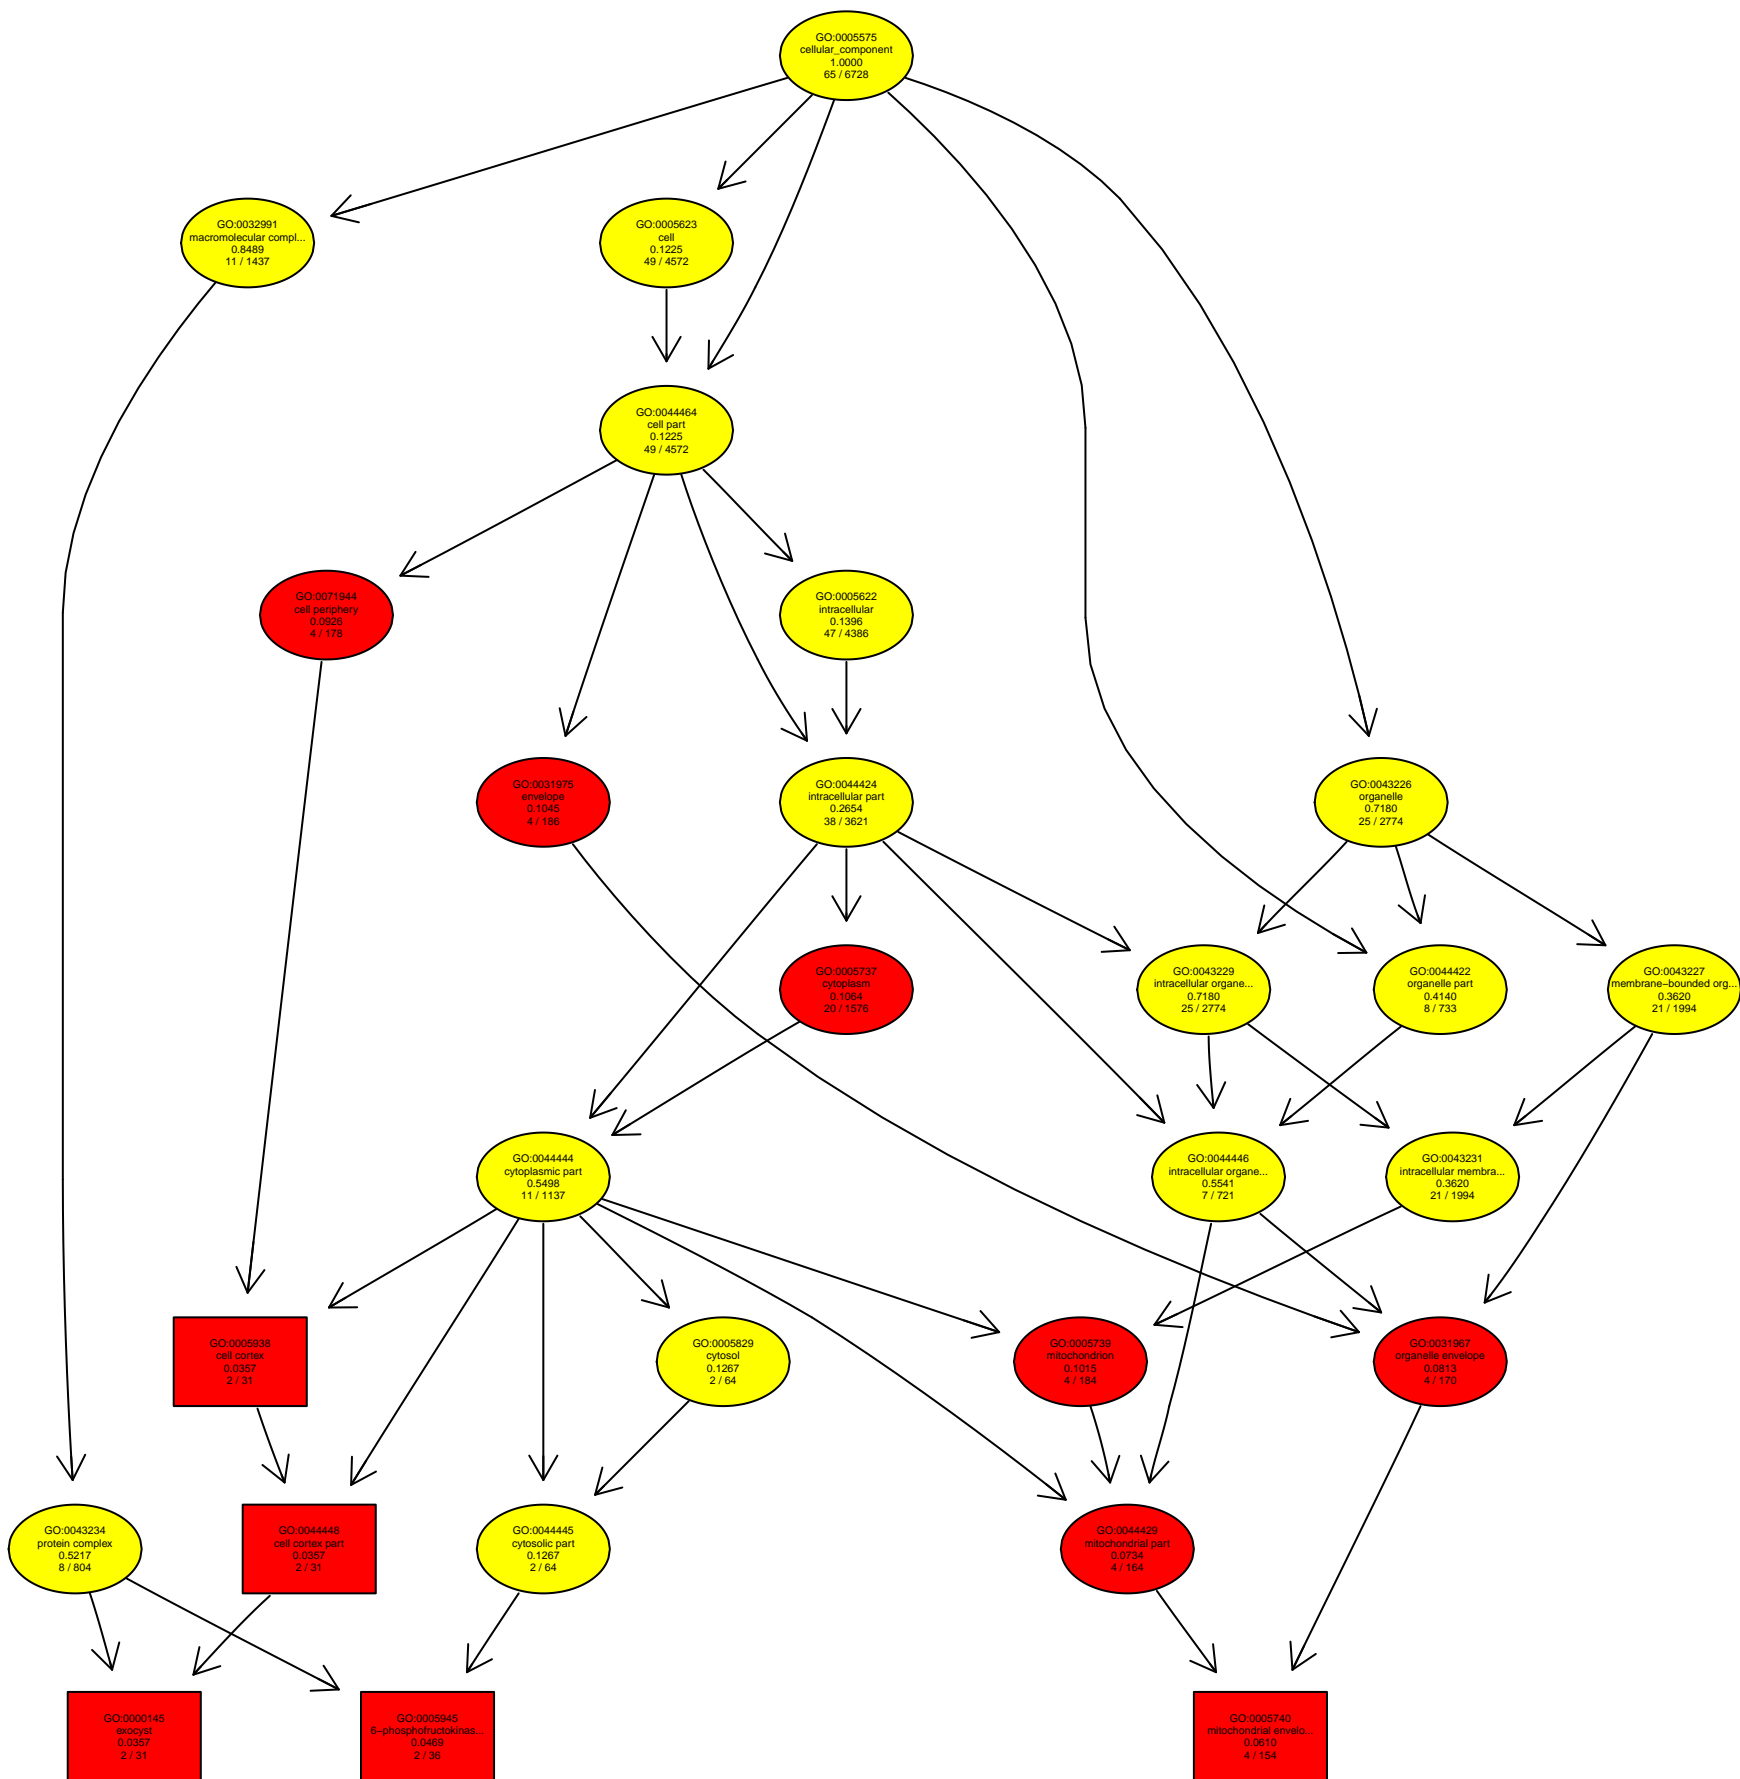 GO:0005575
cellular_component
1.0000
65 / 6728
GO:0032991
macromolecular compl...
0.8489
11 / 1437
GO:0005623
cell
0.1225
49 / 4572
GO:0044464
cell part
0.1225
49 / 4572
GO:0071944
cell periphery
0.0926
4 / 178
GO:0005622
intracellular
0.1396
47 / 4386
GO:0031975
envelope
0.1045
4 / 186
GO:0044424
intracellular part
0.2654
38 / 3621
GO:0043226
organelle
0.7180
25 / 2774
GO:0005737
cytoplasm
0.1064
20 / 1576
GO:0043229
intracellular organe...
0.7180
25 / 2774
GO:0044422
organelle part
0.4140
8 / 733
GO:0043227
membrane−bounded org...
0.3620
21 / 1994
GO:0044444
cytoplasmic part
0.5498
11 / 1137
GO:0044446
intracellular organe...
0.5541
7 / 721
GO:0043231
intracellular membra...
0.3620
21 / 1994
GO:0005938
cell cortex
0.0357
2 / 31
GO:0005829
cytosol
0.1267
2 / 64
GO:0005739
mitochondrion
0.1015
4 / 184
GO:0031967
organelle envelope
0.0813
4 / 170
GO:0043234
protein complex
0.5217
8 / 804
GO:0044448
cell cortex part
0.0357
2 / 31
GO:0044445
cytosolic part
0.1267
2 / 64
GO:0044429
mitochondrial part
0.0734
4 / 164
GO:0000145
exocyst
0.0357
2 / 31
GO:0005945
6−phosphofructokinas...
0.0469
2 / 36
GO:0005740
mitochondrial envelo...
0.0610
4 / 154